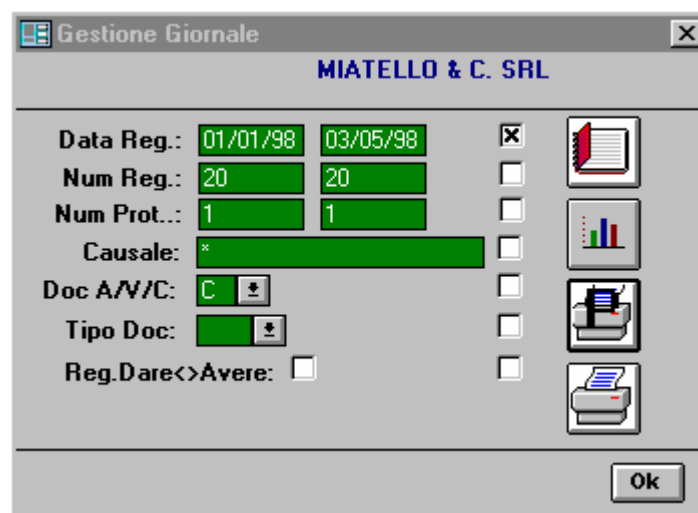 Gestione Giornale
MIATELLO & C. SRL
Data Reg.: 01/01/98 03/05/98
Num Reg.: 20 20
Num Prot..: 1 1
Causale: *
Doc A/V/C: C
Tipo Doc:
Reg.Dare<>Avere:
Ok